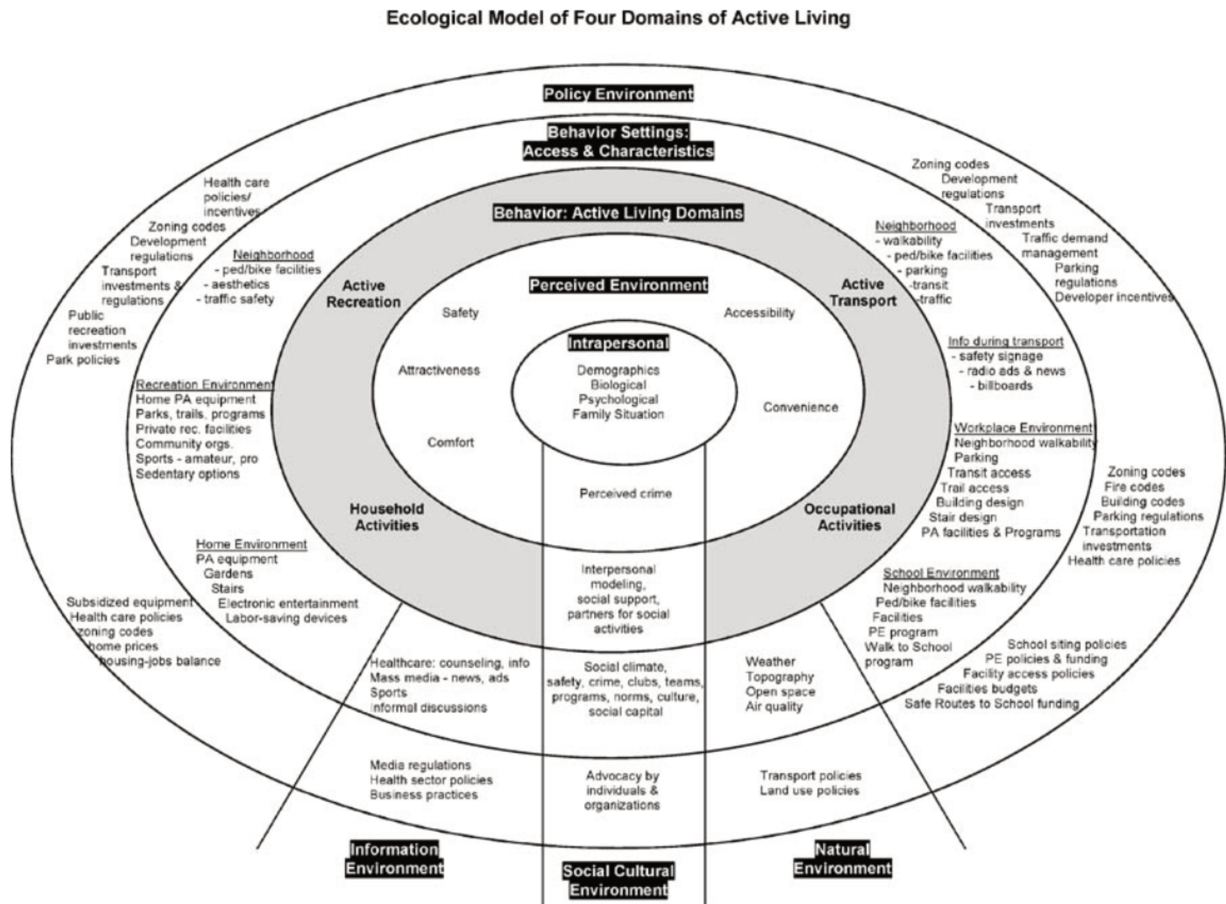 Ecological Model of Four Domains of Active Living
Policy Environment
Behavior Settings:
Access & Characteristics
Behavior: Active Living Domains
Perceived Environment
Intrapersonal
Demographics
Biological
Psychological
Family Situation
Safety
Attractiveness
Comfort
Accessibility
Convenience
Perceived crime
Active
Recreation
Active
Transport
Household
Activities
Occupational
Activities
Health care
policies/
incentives
Zoning codes
Development
regulations
Transport
investments &
regulations
Public
recreation
investments
Park policies
Neighborhood
- ped/bike facilities
- aesthetics
- traffic safety
Recreation Environment
Home PA equipment
Parks, trails. programs
Private rec. facilities
Community orgs.
Sports - amateur, pro
Sedentary options
Home Environment
PA equipment
Gardens
Stairs
Electronic entertainment
Labor-saving devices
Subsidized equipment
Health care policies
zoning codes
home prices
housing-jobs balance
Zoning codes
Development
regulations
Transport
investments
Traffic demand
management
Parking
regulations
Developer incentives
Neighborhood
- walkability
- ped/bike facilities
- parking
-transit
-traffic
Info during transport
- safety signage
- radio ads & news
- billboards
Workplace Environment
Neighborhood walkability
Parking
Transit access
Trail access
Building design
Stair design
PA facilities & Programs
Zoning codes
Fire codes
Building codes
Parking regulations
Transportation
investments
Health care policies
School Environment
Neighborhood walkability
Ped/bike facilities
Facilities
PE program
Walk to School
program
School siting policies
PE policies & funding
Facility access policies
Facilities budgets
Safe Routes to School funding
Interpersonal
modeling,
social support,
partners for social
activities
Healthcare: counseling, info
Mass media - news, ads
Sports
Informal discussions
Social climate,
safety, crime, clubs, teams,
programs, norms, culture,
social capital
Weather
Topography
Open space
Air quality
Media regulations
Health sector policies
Business practices
Advocacy by
individuals &
organizations
Transport policies
Land use policies
Information
Environment
Social Cultural
Environment
Natural
Environment